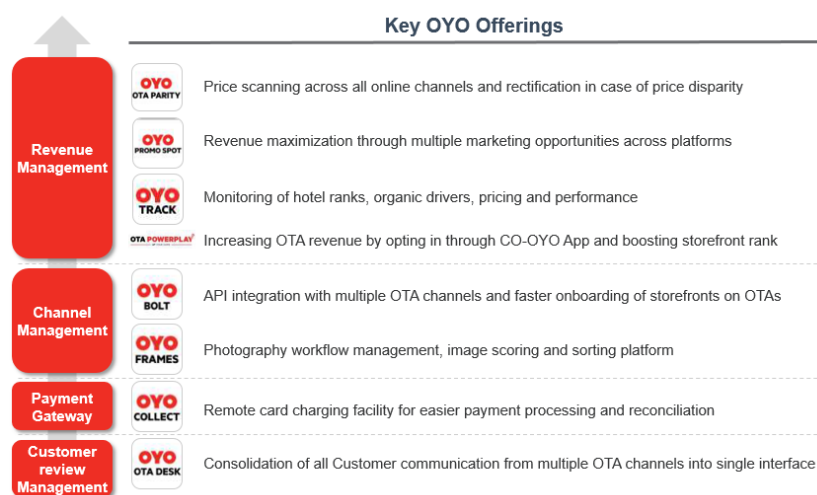 Key OYO Offerings
Revenue
Management
OYO
OTA PARITY
Price scanning across all online channels and rectification in case of price disparity
OYO
PROMO SPOT
Revenue maximization through multiple marketing opportunities across platforms
OYO
TRACK
Monitoring of hotel ranks, organic drivers, pricing and performance
OTA POWERPLAY
Increasing OTA revenue by opting in through CO-OYO App and boosting storefront rank
Channel
Management
OYO
BOLT
API integration with multiple OTA channels and faster onboarding of storefronts on OTAs
OYO
FRAMES
Photography workflow management, image scoring and sorting platform
Payment
Gateway
OYO
COLLECT
Remote card charging facility for easier payment processing and reconciliation
Customer
review
Management
OYO
OTA DESK
Consolidation of all Customer communication from multiple OTA channels into single interface